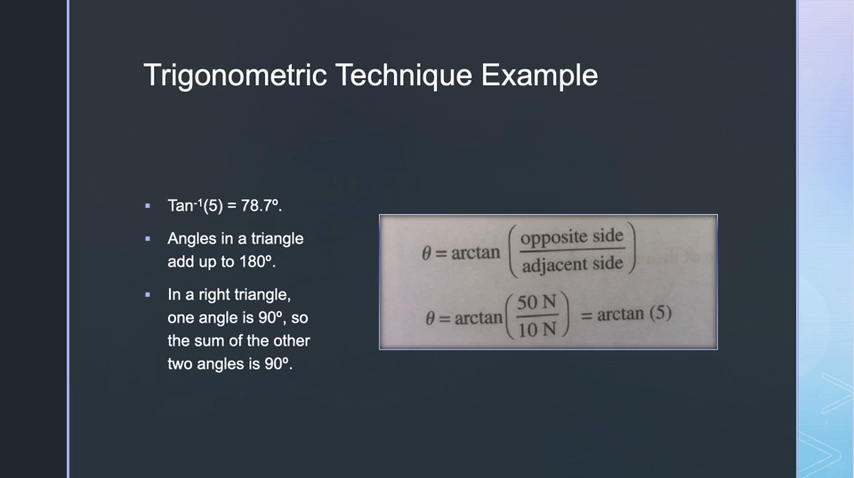 Trigonometric Technique Example
▪ Tan⁻¹(5) = 78.7º.
▪ Angles in a triangle
add up to 180º.
▪ In a right triangle,
one angle is 90º, so
the sum of the other
two angles is 90º.
θ = arctan (opposite side / adjacent side)
θ = arctan (50 N / 10 N) = arctan (5)